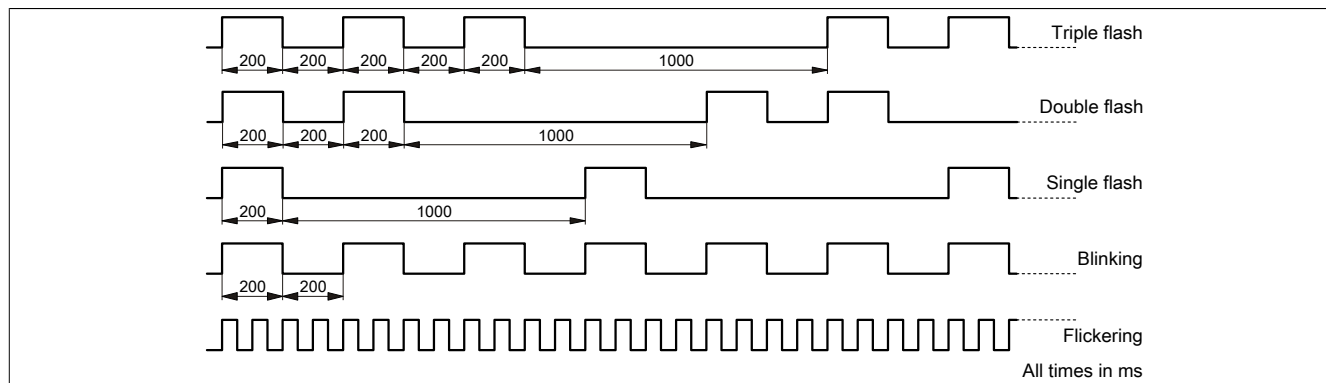 Triple flash
200 200 200 200 200 1000
Double flash
200 200 200 1000
Single flash
200 1000
Blinking
200 200
Flickering
All times in ms